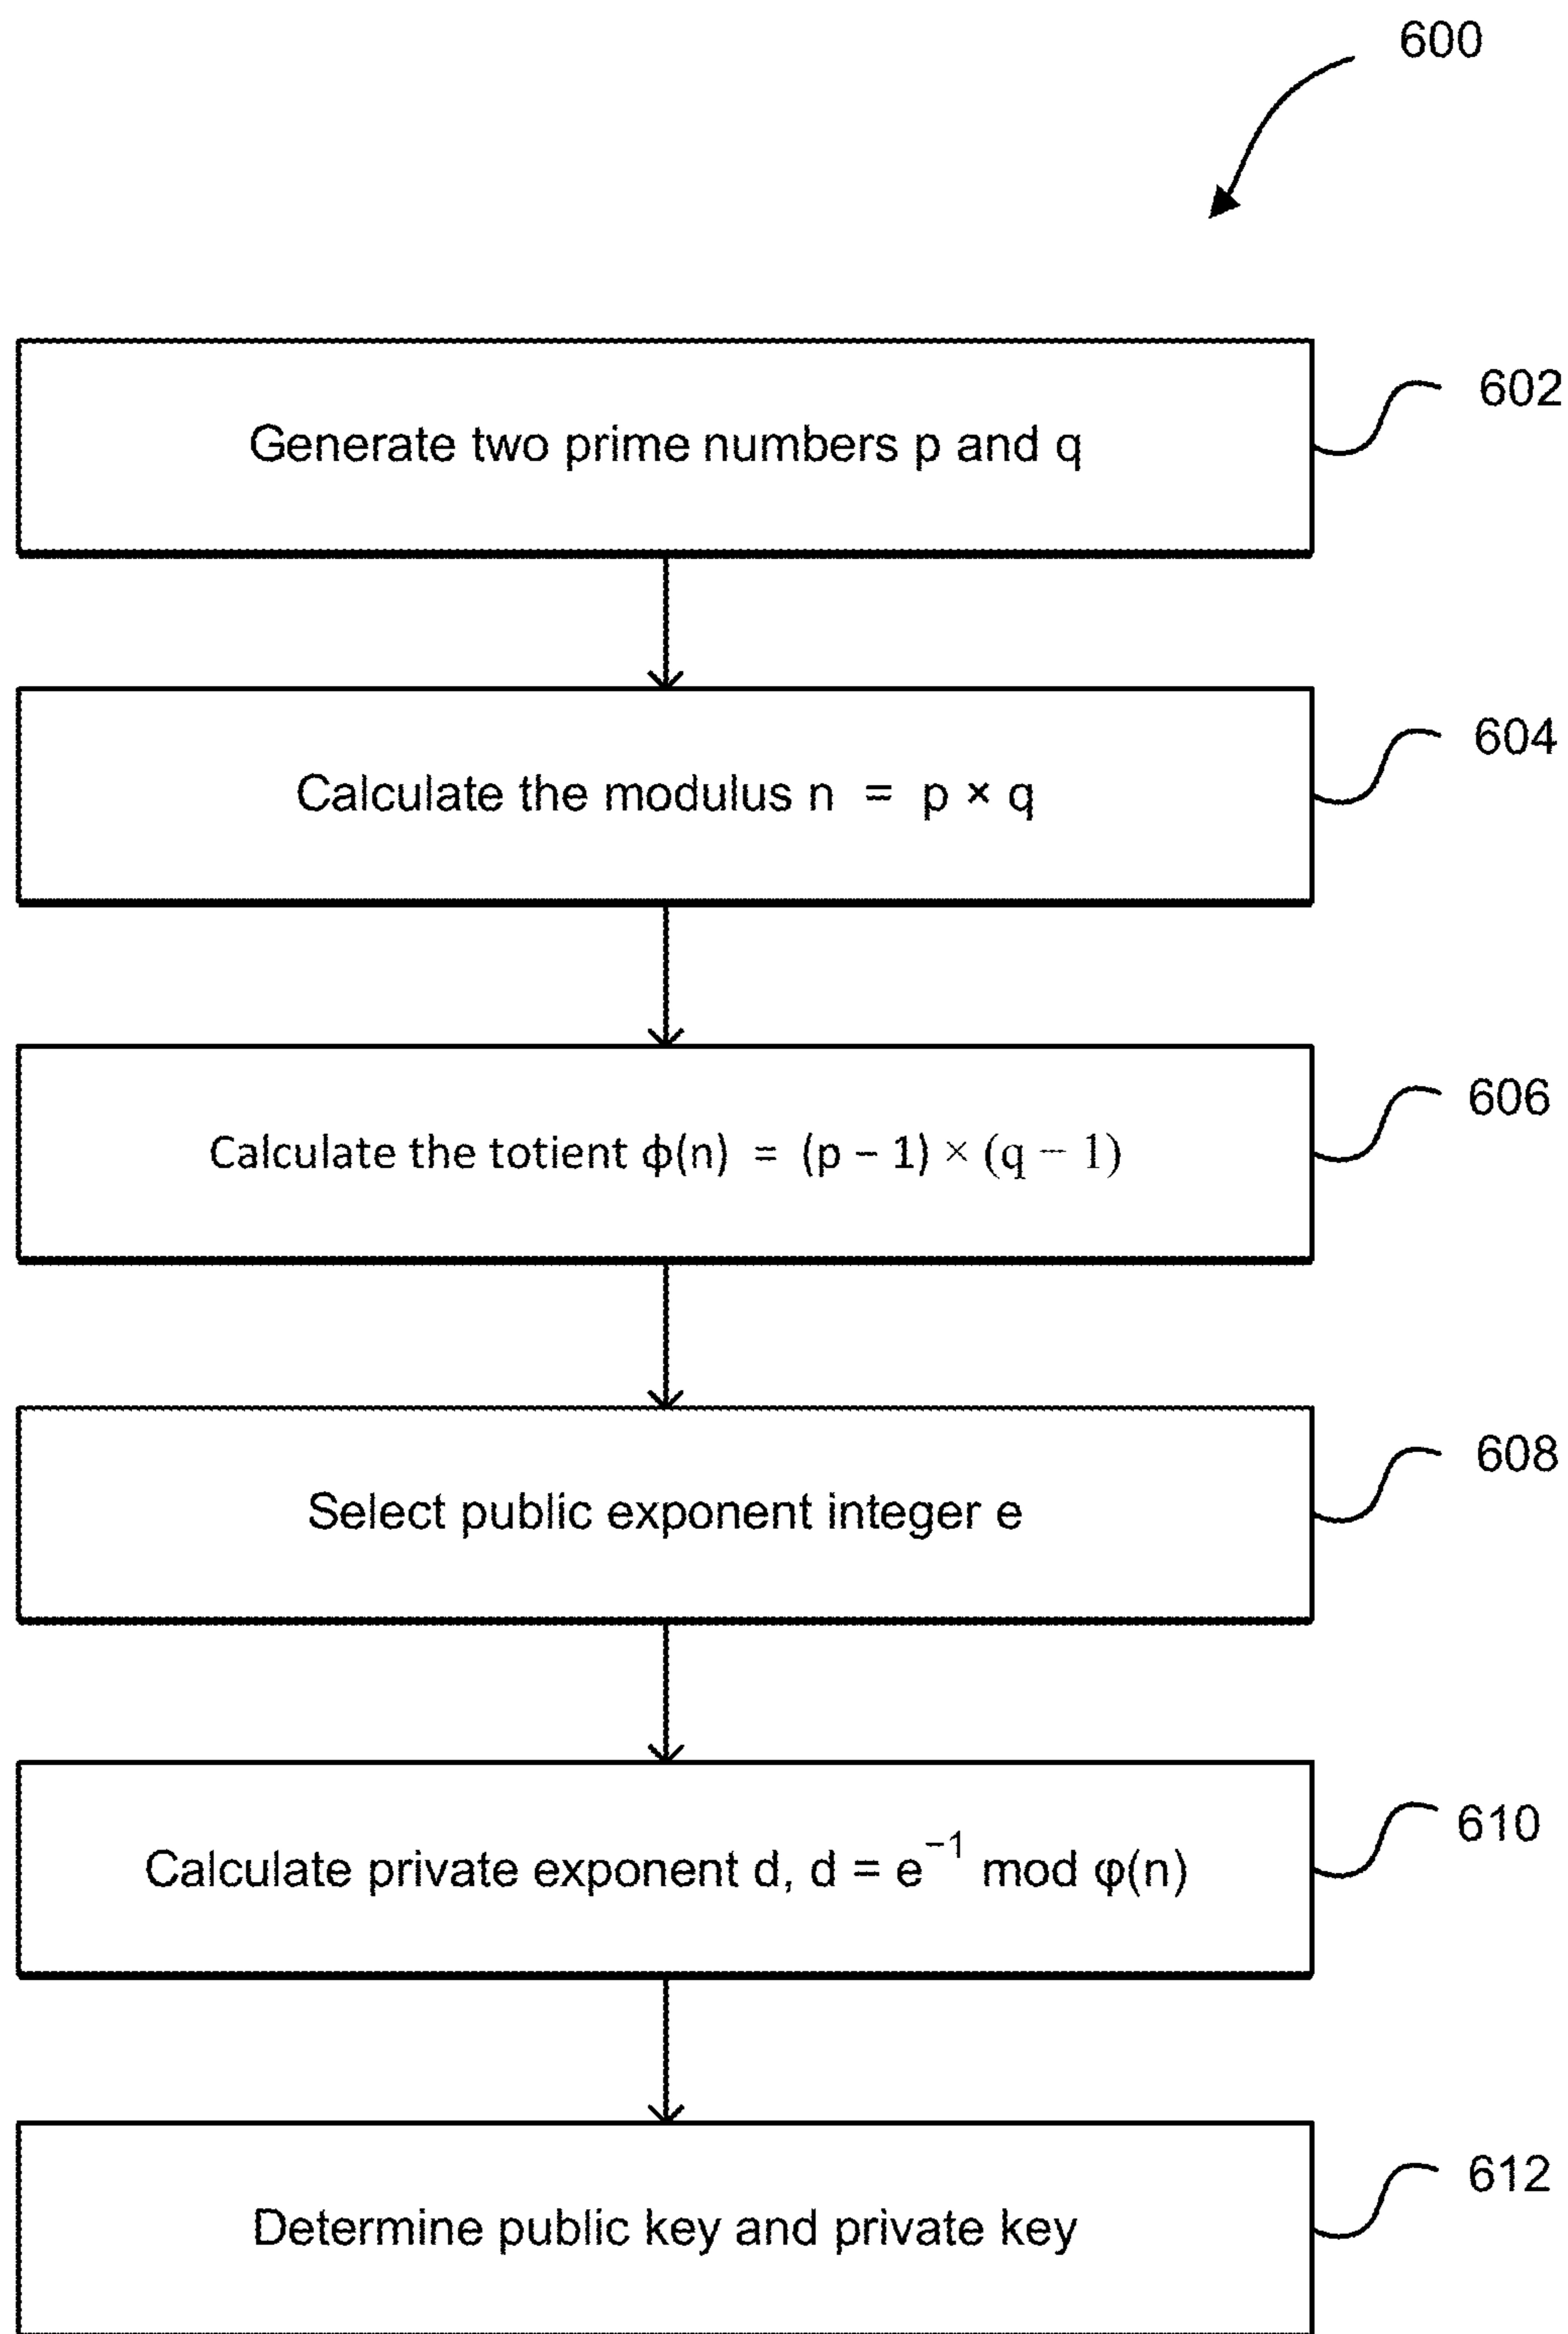 600
Generate two prime numbers p and q
602
Calculate the modulus n = p × q
604
Calculate the totient ϕ(n) = (p − 1) × (q − 1)
606
Select public exponent integer e
608
Calculate private exponent d, d = e⁻¹ mod φ(n)
610
Determine public key and private key
612